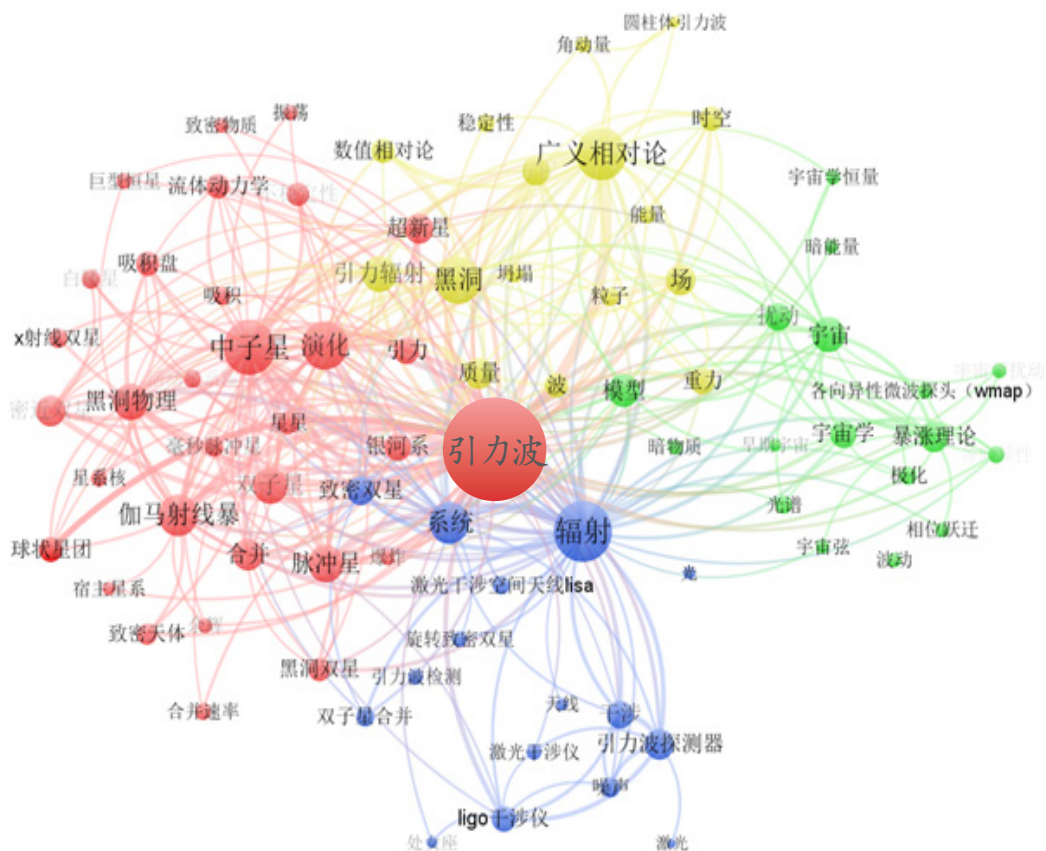 圆柱体引力波
角动量
振荡
致密物质
稳定性
时空
数值相对论
广义相对论
巨型恒星
流体动力学
宇宙学恒量
能量
超新星
暗能量
吸积盘
引力辐射
黑洞
坍塌
场
吸积
粒子
扰动
宇宙
x射线双星
中子星
演化
引力
质量
波
模型
重力
各向异性微波探头（wmap）
黑洞物理
星星
宇宙学
暴涨理论
毫秒脉冲星
银河系
引力波
暗物质
早期宇宙
星系核
双子星
致密双星
极化
伽马射线暴
系统
辐射
光谱
相位跃迁
球状星团
合并
脉冲星
爆炸
宇宙弦
波动
光
宿主星系
激光干涉空间天线lisa
致密天体
旋转致密双星
黑洞双星
引力波检测
合并速率
双子星合并
天线
干涉
激光干涉仪
引力波探测器
噪声
ligo干涉仪
激光